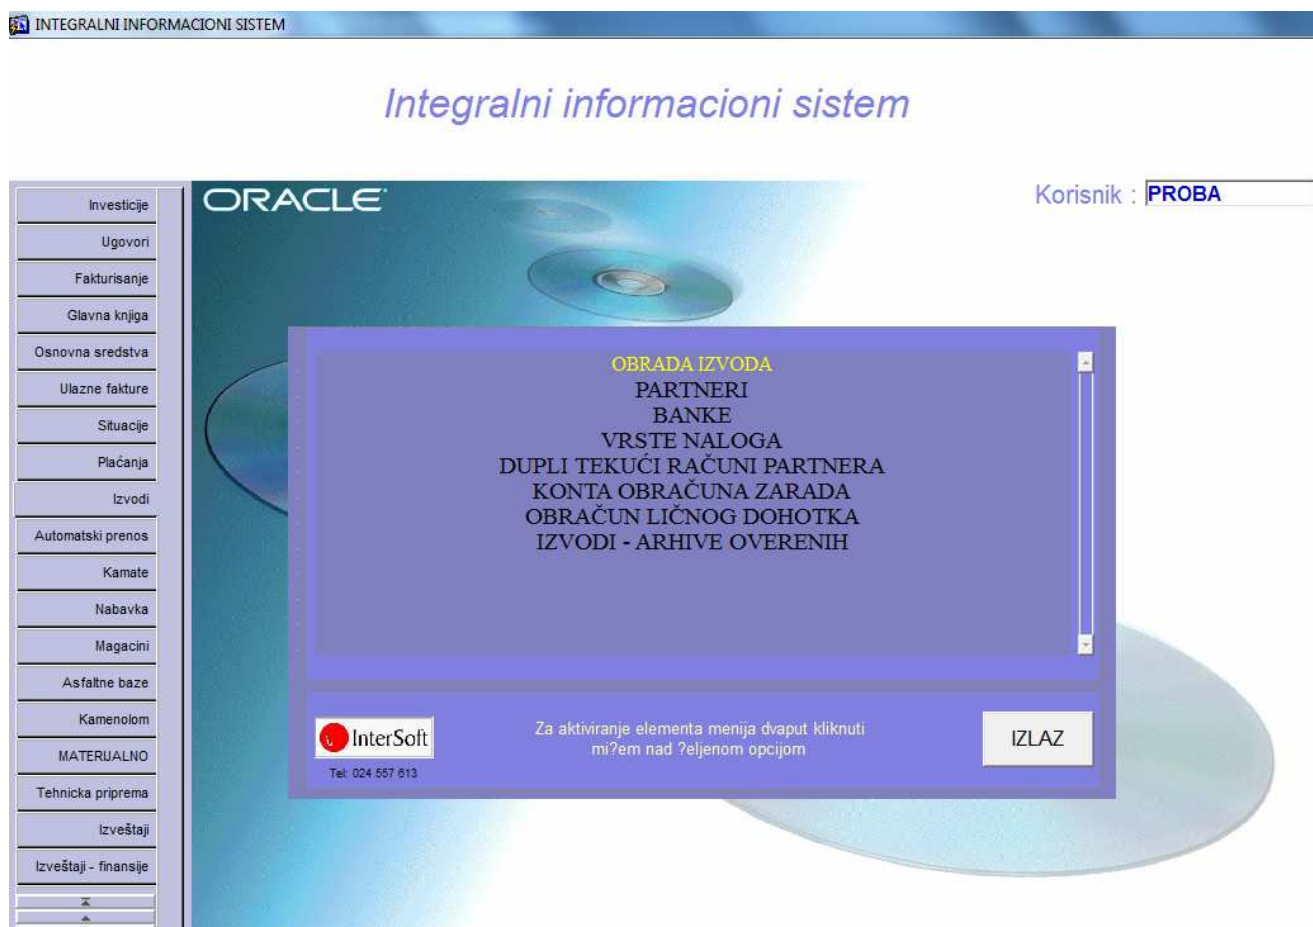 INTEGRALNI INFORMACIONI SISTEM
Integralni informacioni sistem
ORACLE
Korisnik : PROBA
Investicije
Ugovori
Fakturisanje
Glavna knjiga
Osnovna sredstva
Ulazne fakture
Situacije
Plaćanja
Izvodi
Automatski prenos
Kamate
Nabavka
Magacini
Asfaltne baze
Kamenolom
MATERIJALNO
Tehnicka priprema
Izveštaji
Izveštaji - finansije
OBRADA IZVODA
PARTNERI
BANKE
VRSTE NALOGA
DUPLI TEKUĆI RAČUNI PARTNERA
KONTA OBRAČUNA ZARADA
OBRAČUN LIČNOG DOHOTKA
IZVODI - ARHIVE OVERENIH
InterSoft
Tel: 024 557 613
Za aktiviranje elementa menija dvaput kliknuti
mi?em nad ?eljenom opcijom
IZLAZ